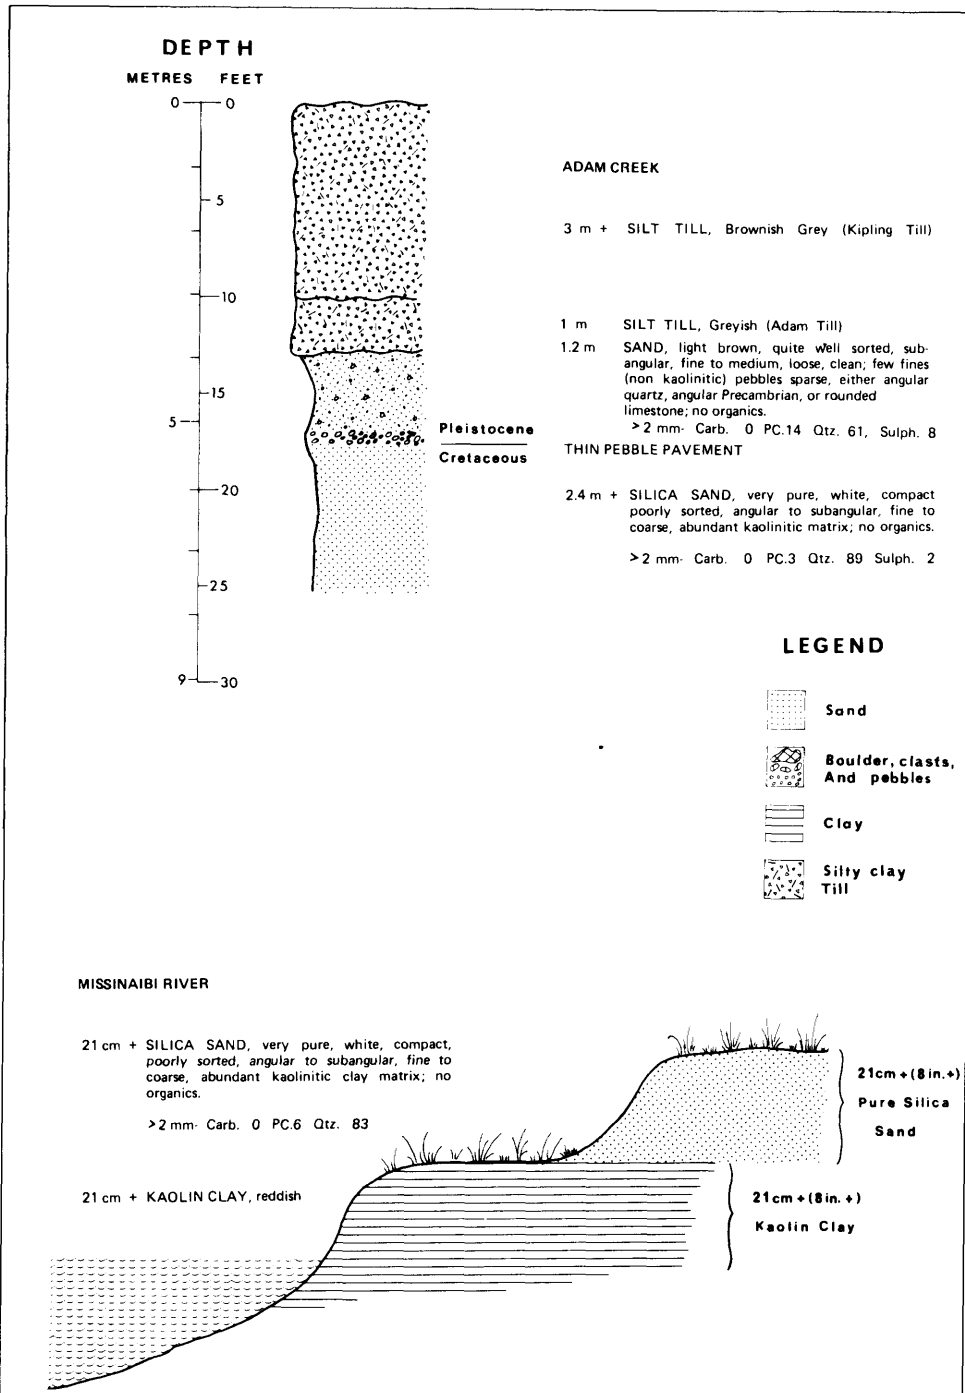 DEPTH
METRES FEET
0 0
5
10
15
5
20
25
9 30
Pleistocene
Cretaceous
ADAM CREEK
3 m + SILT TILL, Brownish Grey (Kipling Till)
1 m SILT TILL, Greyish (Adam Till)
1.2 m SAND, light brown, quite well sorted, sub-
angular, fine to medium, loose, clean; few fines
(non kaolinitic) pebbles sparse, either angular
quartz, angular Precambrian, or rounded
limestone; no organics.
>2 mm- Carb. 0 PC.14 Qtz. 61, Sulph. 8
THIN PEBBLE PAVEMENT
2.4 m + SILICA SAND, very pure, white, compact
poorly sorted, angular to subangular, fine to
coarse, abundant kaolinitic matrix; no organics.
>2 mm- Carb. 0 PC.3 Qtz. 89 Sulph. 2
LEGEND
Sand
Boulder, clasts,
And pebbles
Clay
Silty clay
Till
MISSINAIBI RIVER
21 cm + SILICA SAND, very pure, white, compact,
poorly sorted, angular to subangular, fine to
coarse, abundant kaolinitic clay matrix; no
organics.
>2 mm- Carb. 0 PC.6 Qtz. 83
21 cm + KAOLIN CLAY, reddish
21cm+(8in.+)
Pure Silica
Sand
21cm+(8in.+)
Kaolin Clay